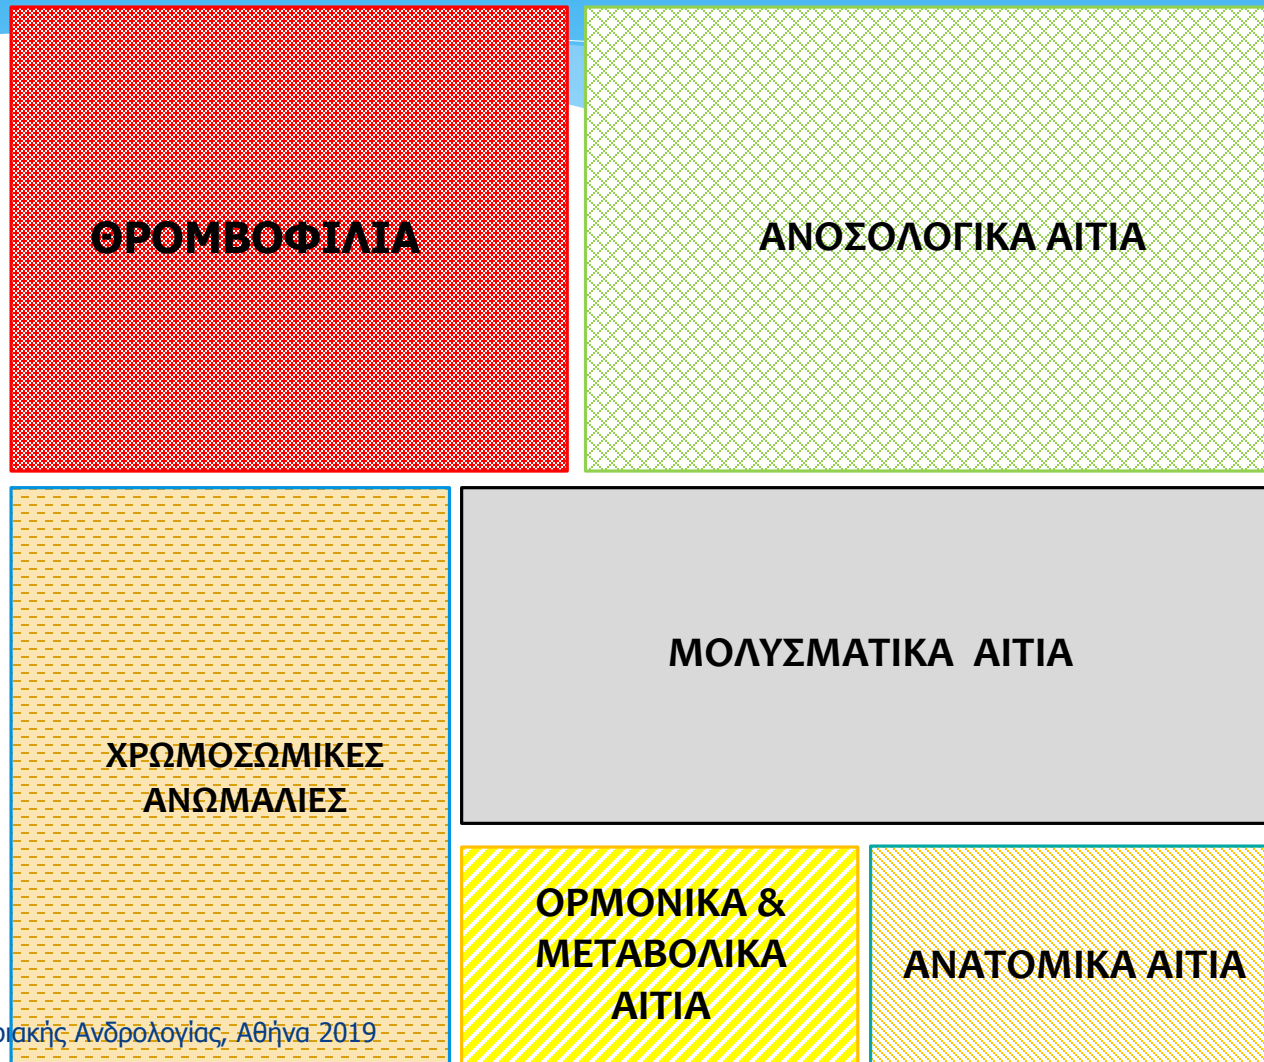 ΘΡΟΜΒΟΦΙΛΙΑ
ΑΝΟΣΟΛΟΓΙΚΑ ΑΙΤΙΑ
ΜΟΛΥΣΜΑΤΙΚΑ ΑΙΤΙΑ
ΧΡΩΜΟΣΩΜΙΚΕΣ
ΑΝΩΜΑΛΙΕΣ
ΟΡΜΟΝΙΚΑ &
ΜΕΤΑΒΟΛΙΚΑ
ΑΙΤΙΑ
ΑΝΑΤΟΜΙΚΑ ΑΙΤΙΑ
Ανδρολογίας, Αθήνα 2019